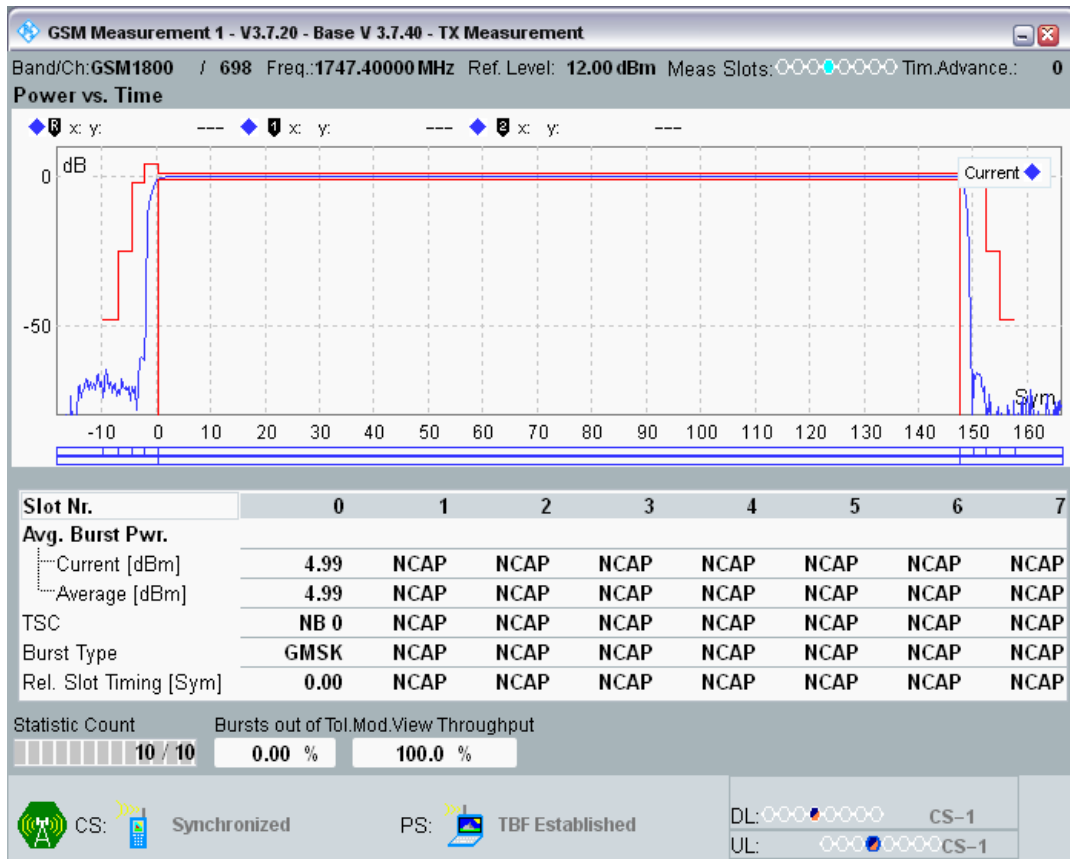 GSM Measurement 1 - V3.7.20 - Base V 3.7.40 - TX Measurement
Band/Ch:GSM1800 / 698 Freq.:1747.40000 MHz Ref. Level: 12.00 dBm Meas Slots: Tim.Advance.: 0
Power vs. Time
R x: y: --- 1 x: y: --- 2 x: y: ---
dB
Current
0
-50
Sym
-10 0 10 20 30 40 50 60 70 80 90 100 110 120 130 140 150 160
Slot Nr. 0 1 2 3 4 5 6 7
Avg. Burst Pwr.
Current [dBm] 4.99 NCAP NCAP NCAP NCAP NCAP NCAP NCAP
Average [dBm] 4.99 NCAP NCAP NCAP NCAP NCAP NCAP NCAP
TSC NB 0 NCAP NCAP NCAP NCAP NCAP NCAP NCAP
Burst Type GMSK NCAP NCAP NCAP NCAP NCAP NCAP NCAP
Rel. Slot Timing [Sym] 0.00 NCAP NCAP NCAP NCAP NCAP NCAP NCAP
Statistic Count Bursts out of Tol.Mod.View Throughput
10 / 10 0.00 % 100.0 %
CS: Synchronized PS: TBF Established DL: CS-1
UL: CS-1